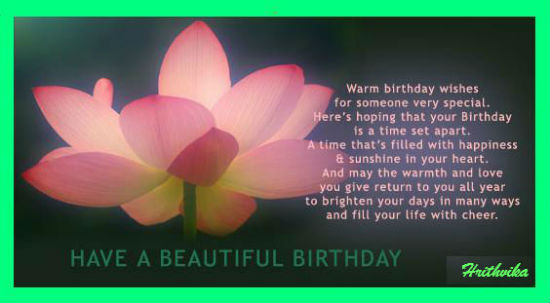 Warm birthday wishes
for someone very special.
Here's hoping that your Birthday
is a time set apart.
A time that's filled with happiness
& sunshine in your heart.
And may the warmth and love
you give return to you all year
to brighten your days in many ways
and fill your life with cheer.
HAVE A BEAUTIFUL BIRTHDAY
Hrithvika